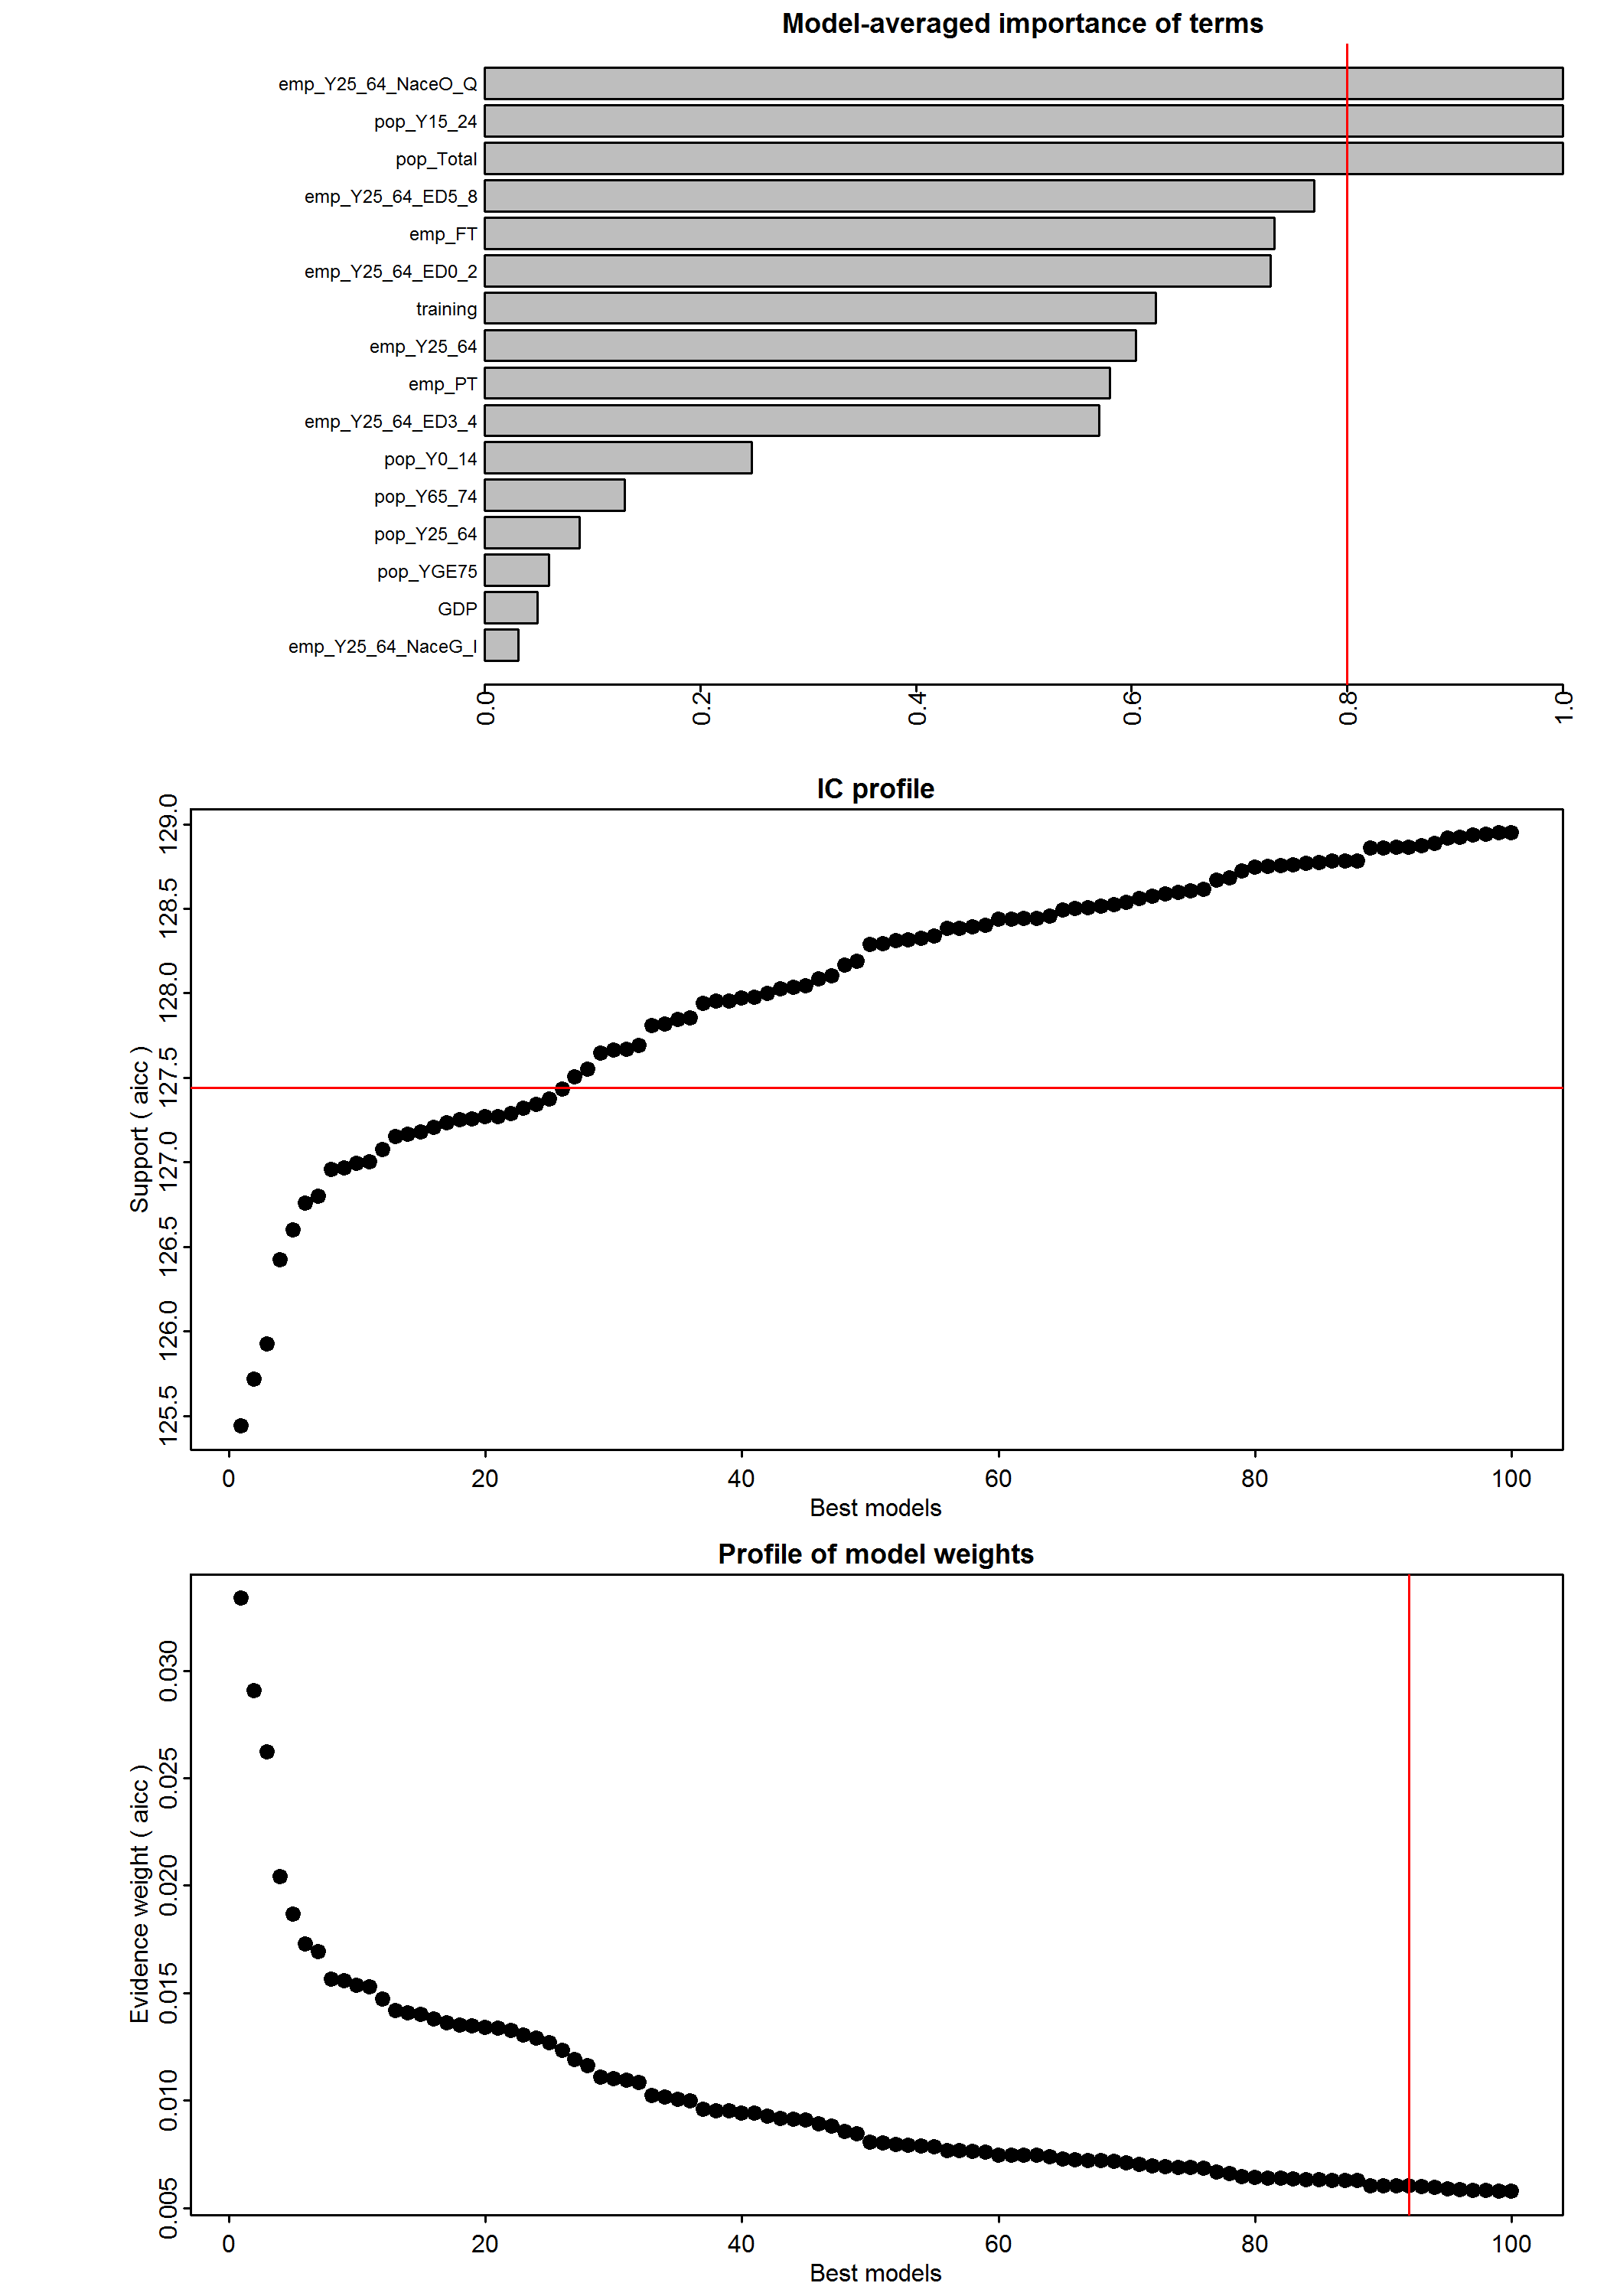 Model-averaged importance of terms
emp_Y25_64_NaceO_Q
pop_Y15_24
pop_Total
emp_Y25_64_ED5_8
emp_FT
emp_Y25_64_ED0_2
training
emp_Y25_64
emp_PT
emp_Y25_64_ED3_4
pop_Y0_14
pop_Y65_74
pop_Y25_64
pop_YGE75
GDP
emp_Y25_64_NaceG_I
0.0 0.2 0.4 0.6 0.8 1.0
IC profile
Support ( aicc )
129.0
128.5
128.0
127.5
127.0
126.5
126.0
125.5
0 20 40 60 80 100
Best models
Profile of model weights
Evidence weight ( aicc )
0.030
0.025
0.020
0.015
0.010
0.005
0 20 40 60 80 100
Best models